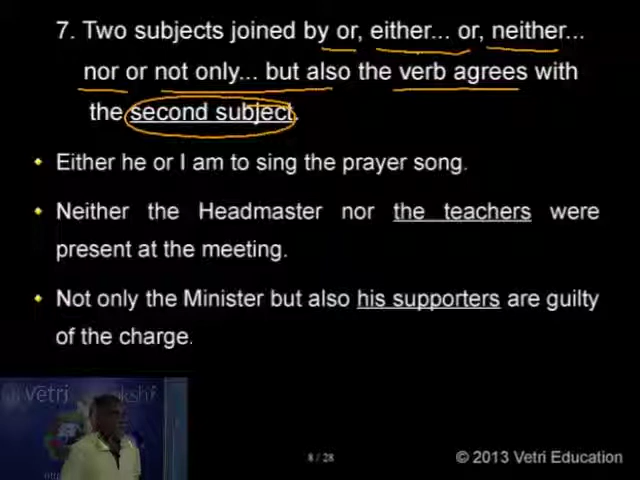 7. Two subjects joined by or, either... or, neither...
nor or not only... but also the verb agrees with
the second subject.
Either he or I am to sing the prayer song.
Neither the Headmaster nor the teachers were
present at the meeting.
Not only the Minister but also his supporters are guilty
of the charge.
Vetri
8 / 28
© 2013 Vetri Education